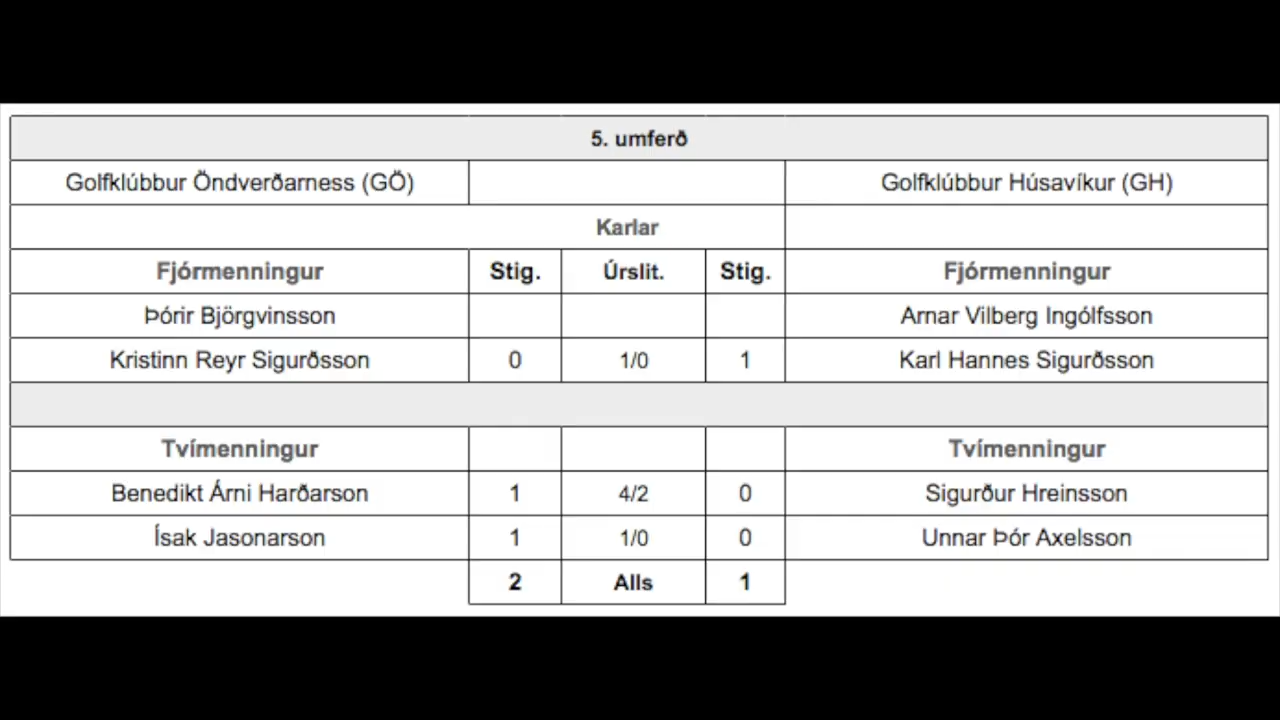 5. umferð
Golfklúbbur Öndverðarness (GÖ) Golfklúbbur Húsavíkur (GH)
Karlar
Fjórmenningur Stig. Úrslit. Stig. Fjórmenningur
Þórir Björgvinsson Arnar Vilberg Ingólfsson
Kristinn Reyr Sigurðsson 0 1/0 1 Karl Hannes Sigurðsson
Tvímenningur Tvímenningur
Benedikt Árni Harðarson 1 4/2 0 Sigurður Hreinsson
Ísak Jasonarson 1 1/0 0 Unnar Þór Axelsson
2 Alls 1